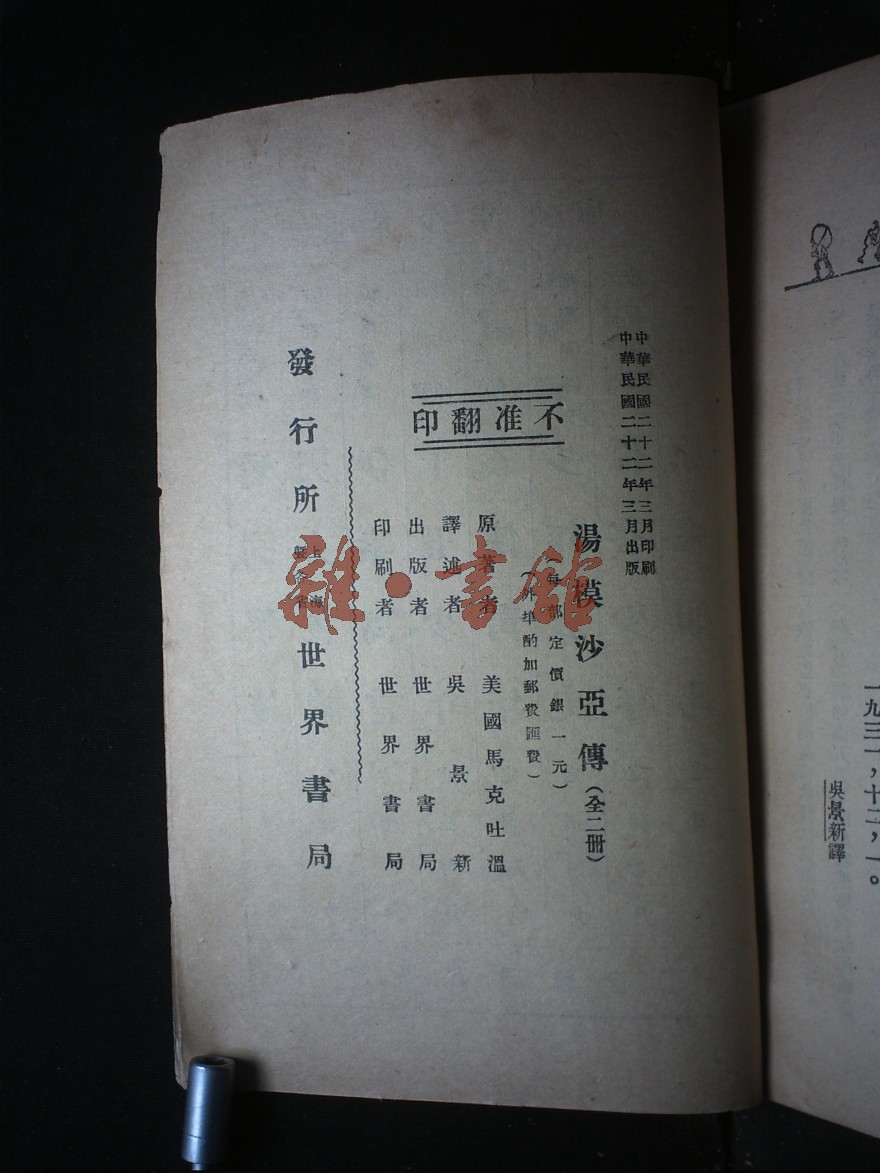 中華民國二十二年三月印刷
中華民國二十二年三月出版
湯模沙亞傳（全二冊）
每部定價銀一元）
（外埠酌加郵費匯費）
不准翻印
原著者 美國馬克吐溫
譯述者 吳景新
出版者 世界書局
印刷者 世界書局
發行所 上海 世界書局
雜·書館
一九三一，十二，一。
吳景新譯